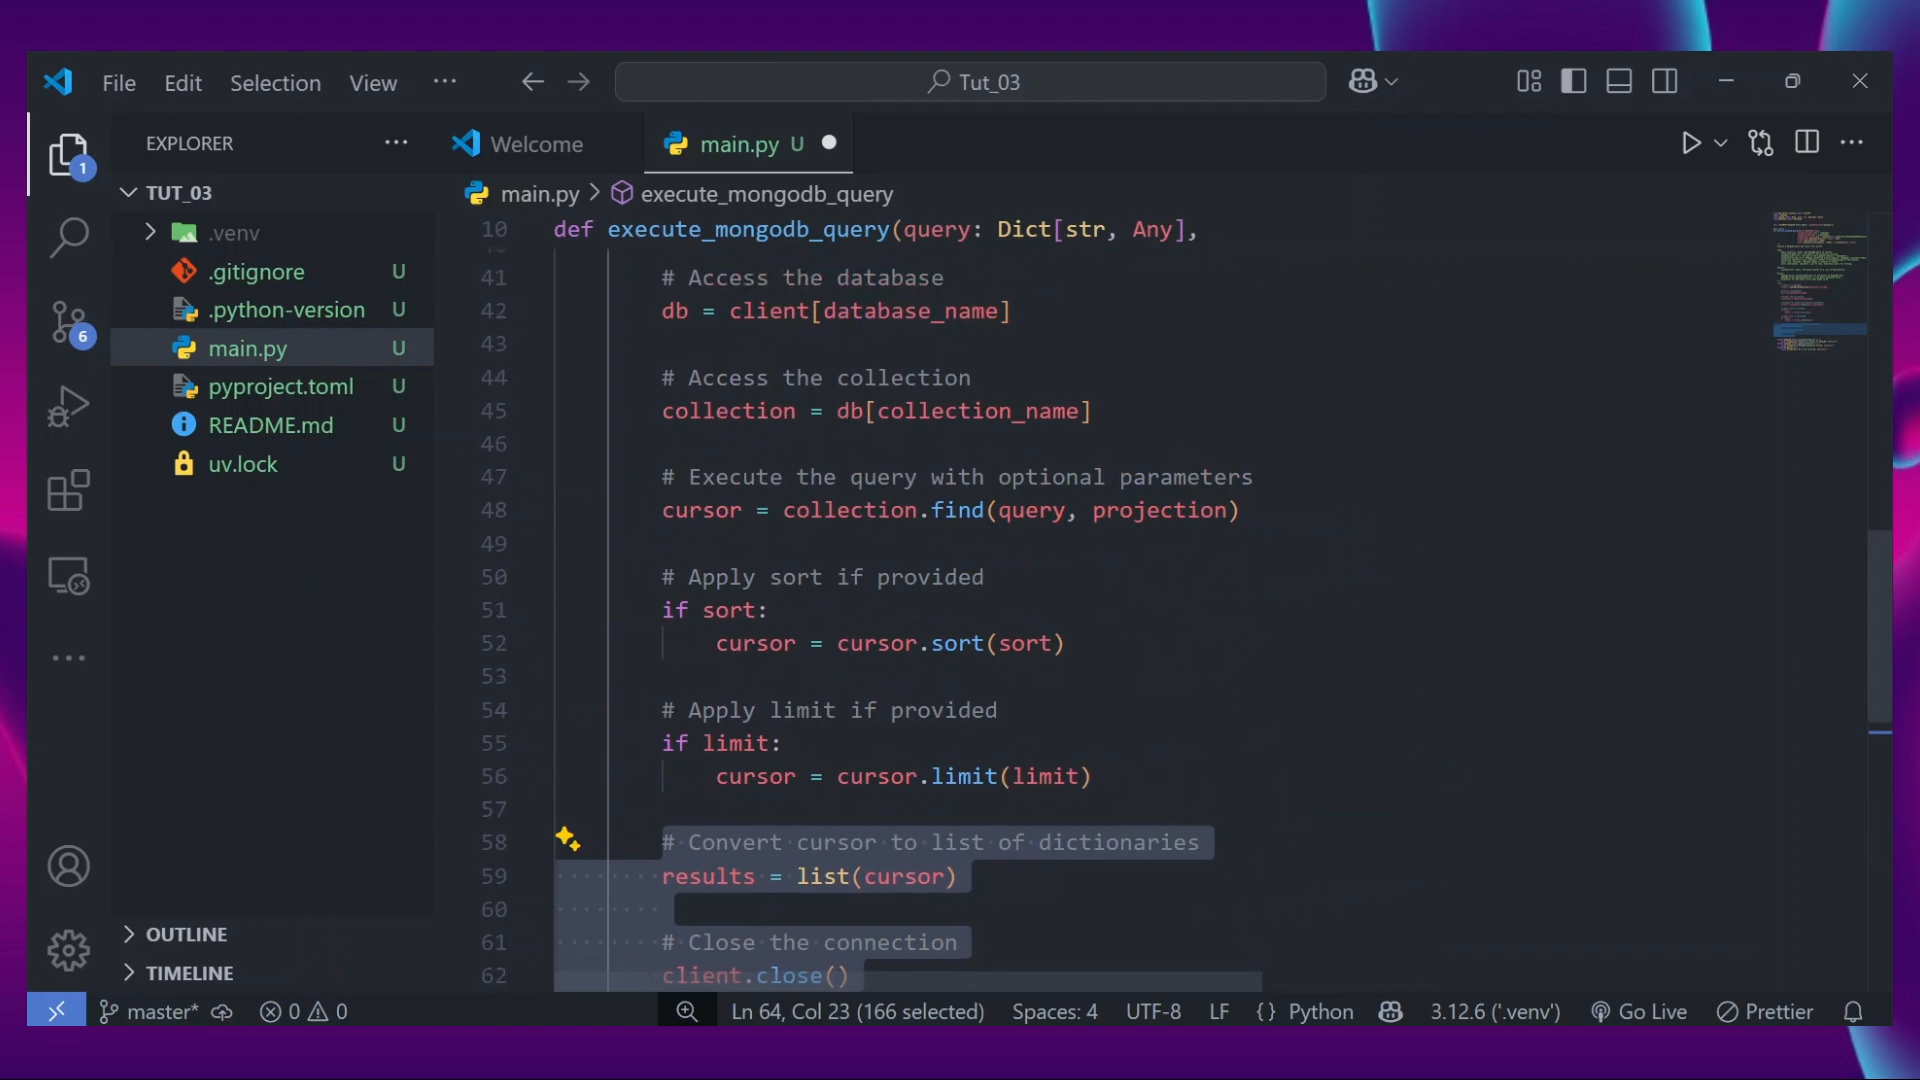 File Edit Selection View ··· Tut_03
EXPLORER ···
Welcome
main.py U
TUT_03
main.py > execute_mongodb_query
.venv
.gitignore U
.python-version U
main.py U
pyproject.toml U
README.md U
uv.lock U
1
6
OUTLINE
TIMELINE
10 def execute_mongodb_query(query: Dict[str, Any],
41 # Access the database
42 db = client[database_name]
43
44 # Access the collection
45 collection = db[collection_name]
46
47 # Execute the query with optional parameters
48 cursor = collection.find(query, projection)
49
50 # Apply sort if provided
51 if sort:
52 cursor = cursor.sort(sort)
53
54 # Apply limit if provided
55 if limit:
56 cursor = cursor.limit(limit)
57
58 # Convert cursor to list of dictionaries
59 results = list(cursor)
60
61 # Close the connection
62 client.close()
master* 0 0 Ln 64, Col 23 (166 selected) Spaces: 4 UTF-8 LF {} Python 3.12.6 ('.venv') Go Live Prettier